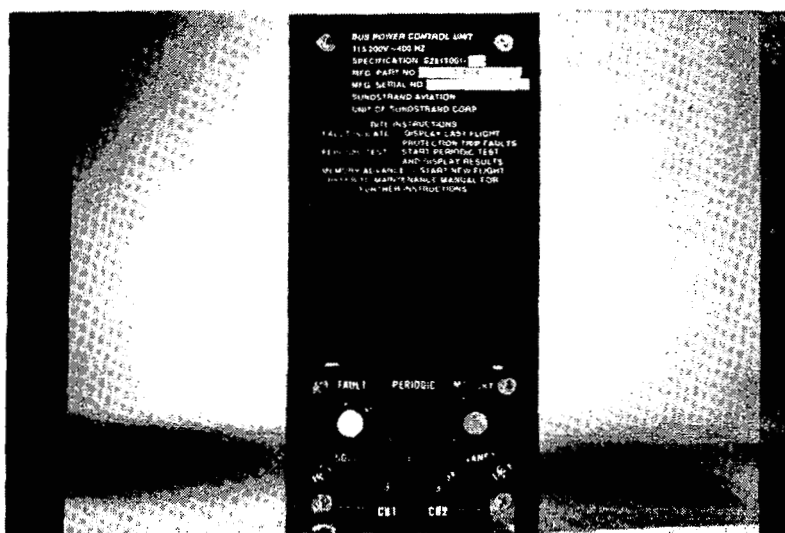 BUS POWER CONTROL UNIT
115/200V~400 HZ
SPECIFICATION
MFG. PART NO
MFG. SERIAL NO
SUNDSTRAND AVIATION
UNIT OF SUNDSTRAND CORP
BITE INSTRUCTIONS
DISPLAY LAST FLIGHT
PROTECTION TRIP FAULTS
START PERIODIC TEST
AND DISPLAY RESULTS
MEMORY ADVANCE - START NEW FLIGHT
REFER TO MAINTENANCE MANUAL FOR
FURTHER INSTRUCTIONS
FAULT PERIODIC
CB1 CB2